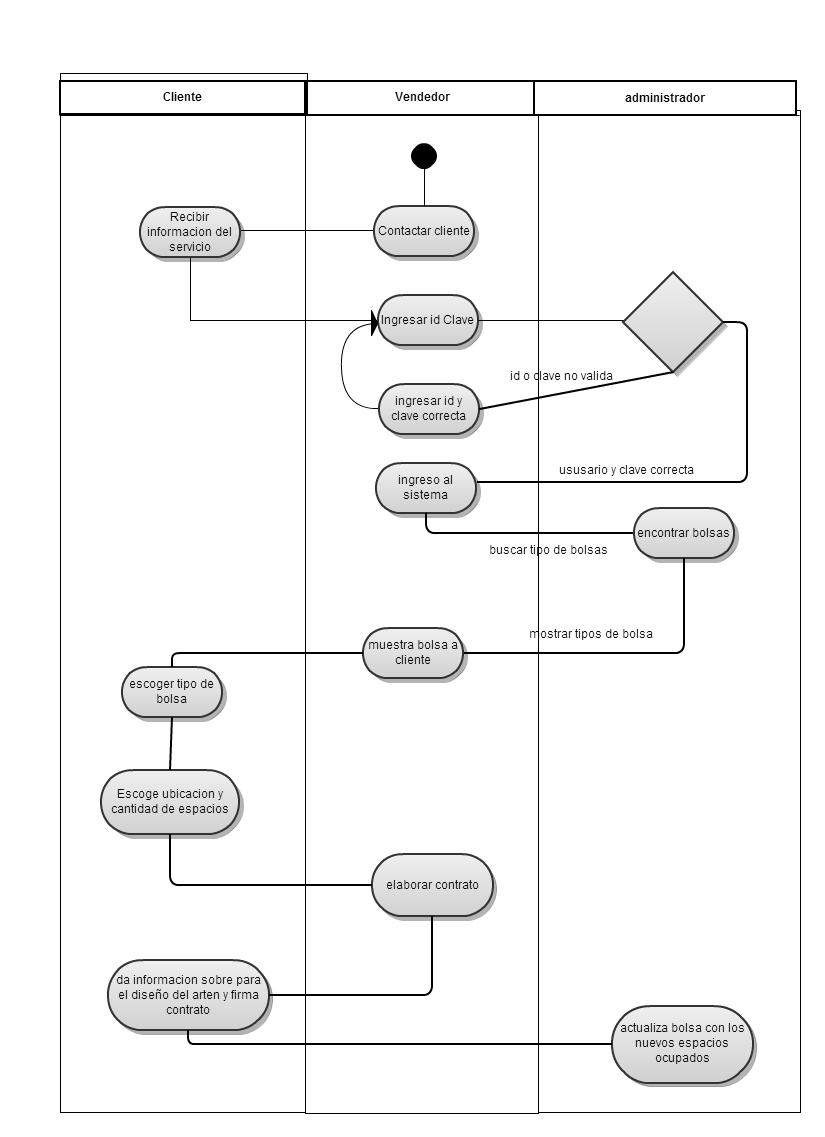 Cliente
Vendedor
administrador
Recibir
informacion del
servicio
Contactar cliente
Ingresar id Clave
id o clave no valida
ingresar id y
clave correcta
ususario y clave correcta
ingreso al
sistema
encontrar bolsas
buscar tipo de bolsas
mostrar tipos de bolsa
muestra bolsa a
cliente
escoger tipo de
bolsa
Escoge ubicacion y
cantidad de espacios
elaborar contrato
da informacion sobre para
el diseño del arten y firma
contrato
actualiza bolsa con los
nuevos espacios
ocupados